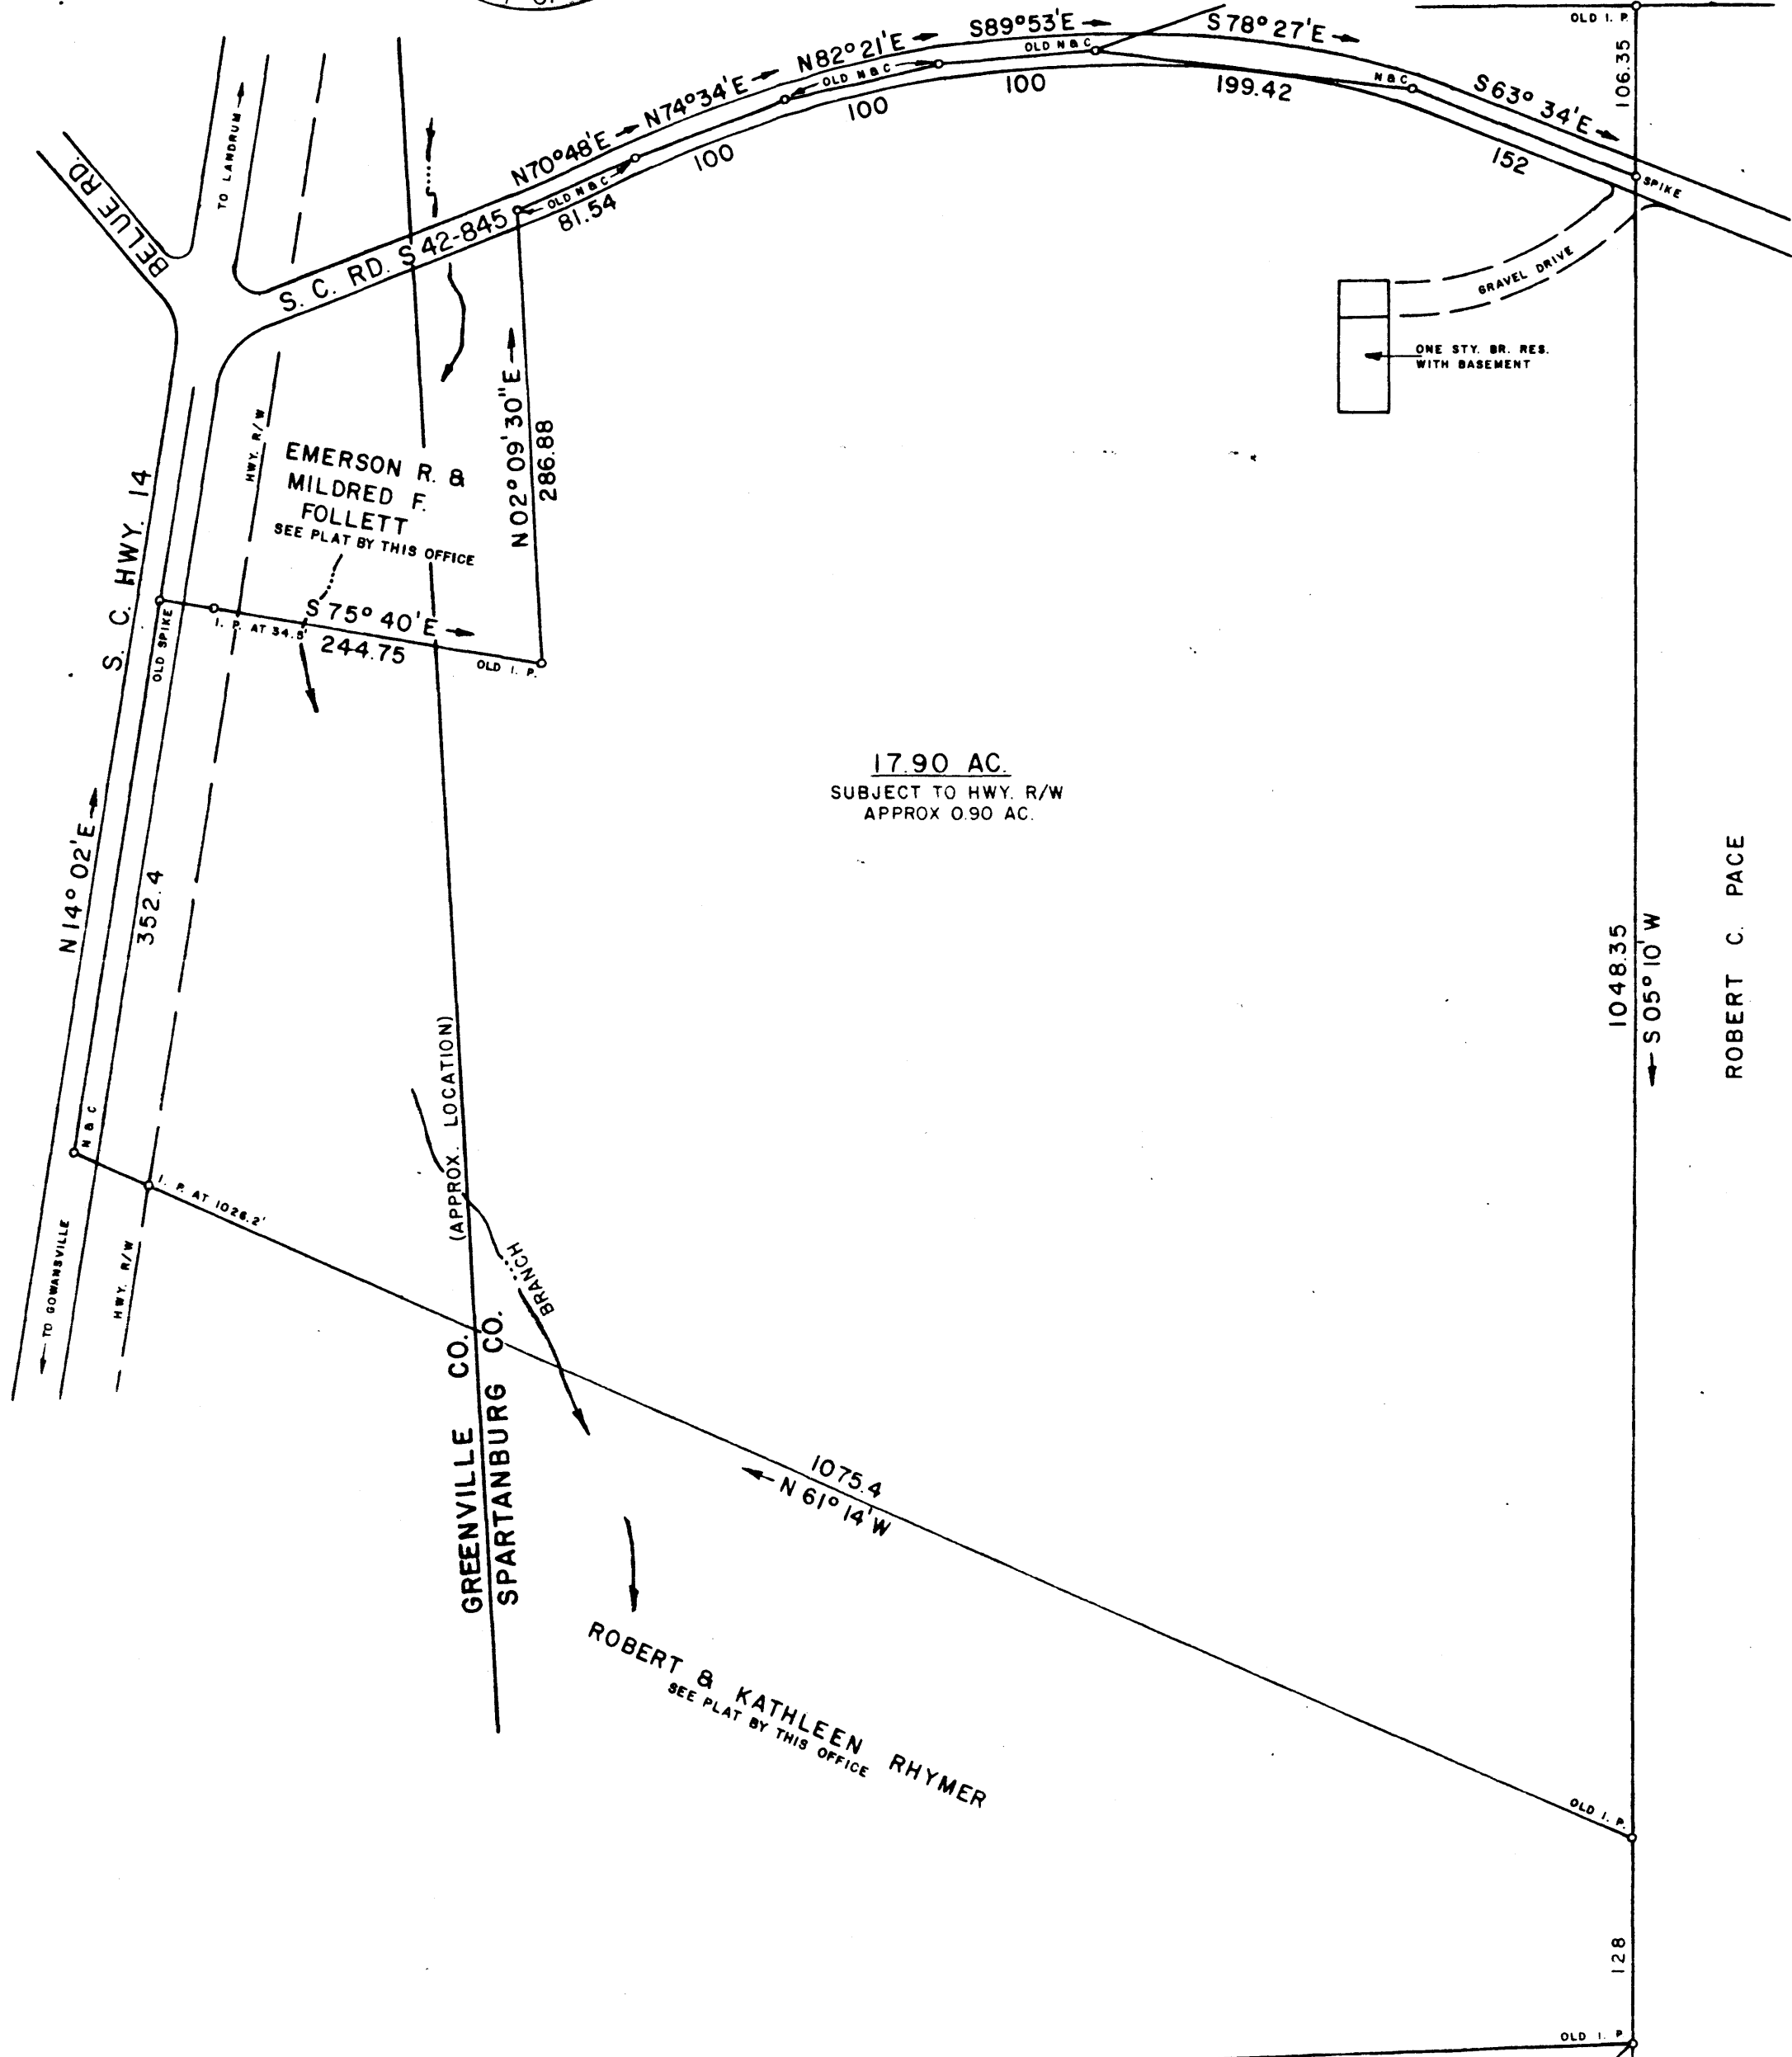 S89°53'E
S78°27'E
OLD I. P.
N82°21'E
OLD N & C
106.35
N74°34'E
OLD N & C
100
199.42
N & C
S63° 34'E
100
N70°48'E
100
152
TO LANDRUM
BELUE RD.
OLD N & C
81.54
SPIKE
S. C. RD. S 42-845
GRAVEL DRIVE
ONE STY. BR. RES.
WITH BASEMENT
N 02° 09' 30" E
286.88
HWY. R/W
EMERSON R. &
MILDRED F.
FOLLETT
SEE PLAT BY THIS OFFICE
S. C. HWY. 14
OLD SPIKE
S 75° 40' E
I. P. AT 34.5'
244.75
OLD I. P.
17.90 AC.
SUBJECT TO HWY. R/W
APPROX 0.90 AC.
N 14° 02' E
352.4
1048.35
S 05° 10' W
ROBERT C. PACE
(APPROX. LOCATION)
N & C
I. P. AT 1026.2'
TO GOWANSVILLE
HWY. R/W
BRANCH
GREENVILLE CO.
SPARTANBURG CO.
1075.4
N 61° 14' W
ROBERT & KATHLEEN RHYMER
SEE PLAT BY THIS OFFICE
OLD I. P.
128
OLD I. P.